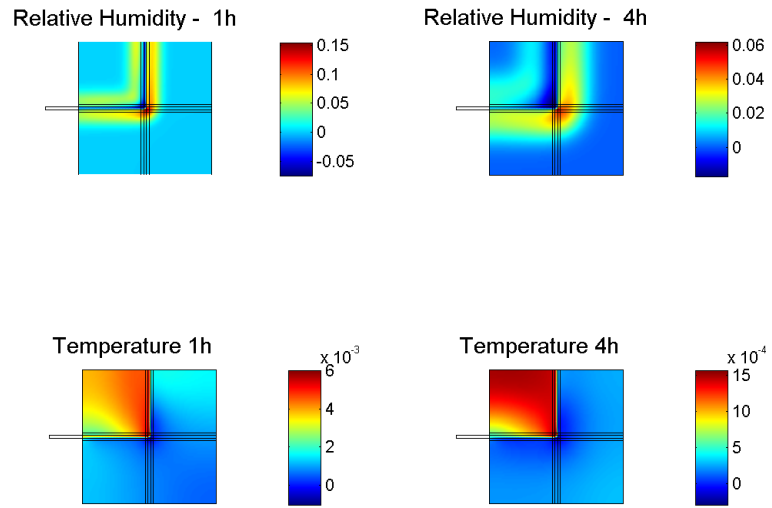 Relative Humidity - 1h
0.15
0.1
0.05
0
-0.05
Relative Humidity - 4h
0.06
0.04
0.02
0
Temperature 1h
x 10⁻³
6
4
2
0
Temperature 4h
x 10⁻⁴
15
10
5
0